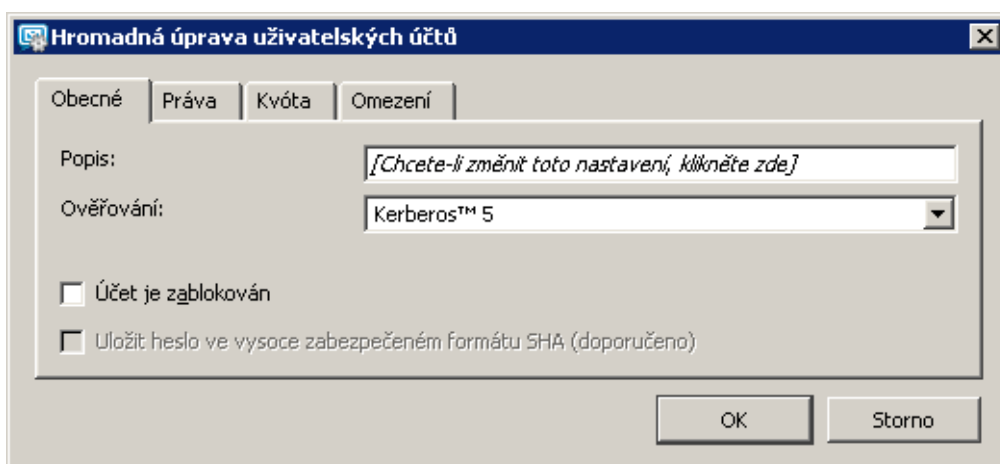 Hromadná úprava uživatelských účtů
Obecné Práva Kvóta Omezení
Popis: [Chcete-li změnit toto nastavení, klikněte zde]
Ověřování: Kerberos™ 5
Účet je zablokován
Uložit heslo ve vysoce zabezpečeném formátu SHA (doporučeno)
OK Storno